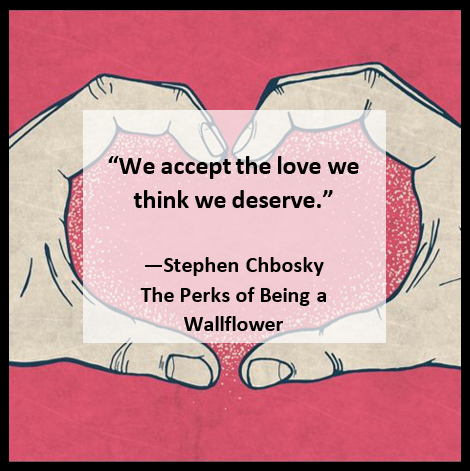 “We accept the love we
think we deserve.”
—Stephen Chbosky
The Perks of Being a
Wallflower